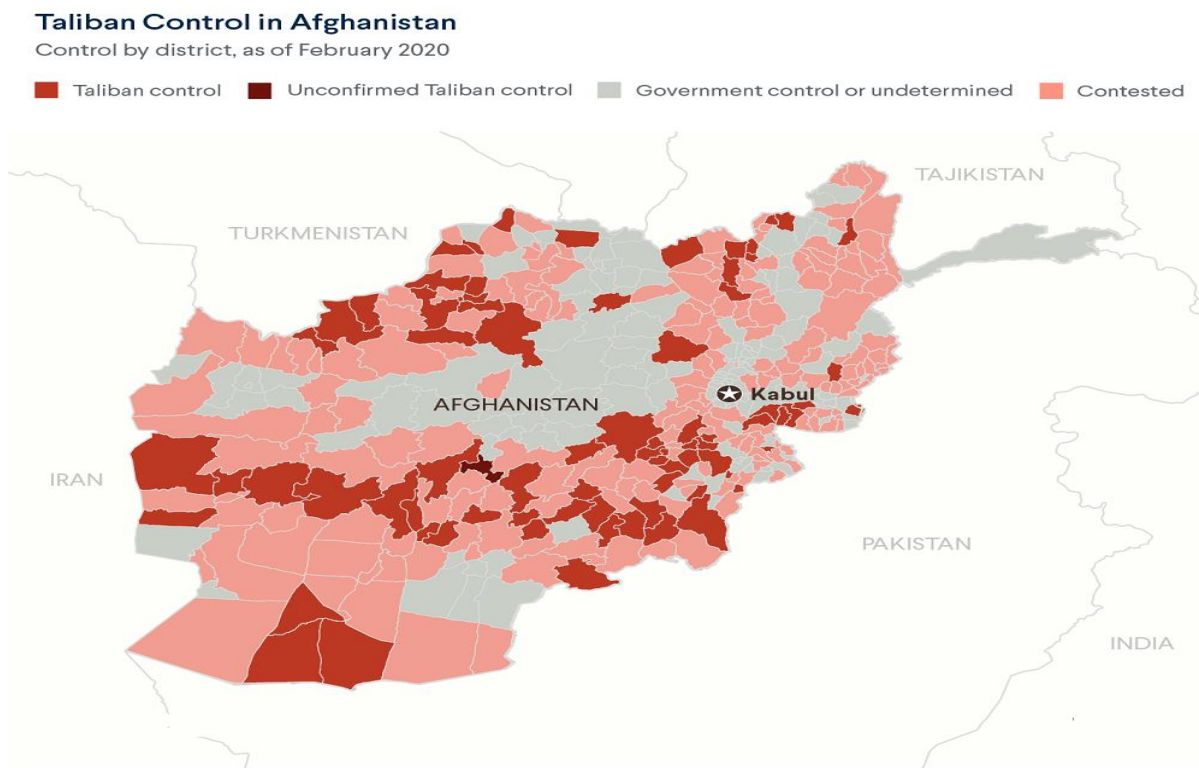 Taliban Control in Afghanistan
Control by district, as of February 2020
Taliban control Unconfirmed Taliban control Government control or undetermined Contested
TAJIKISTAN
TURKMENISTAN
Kabul
AFGHANISTAN
IRAN
PAKISTAN
INDIA